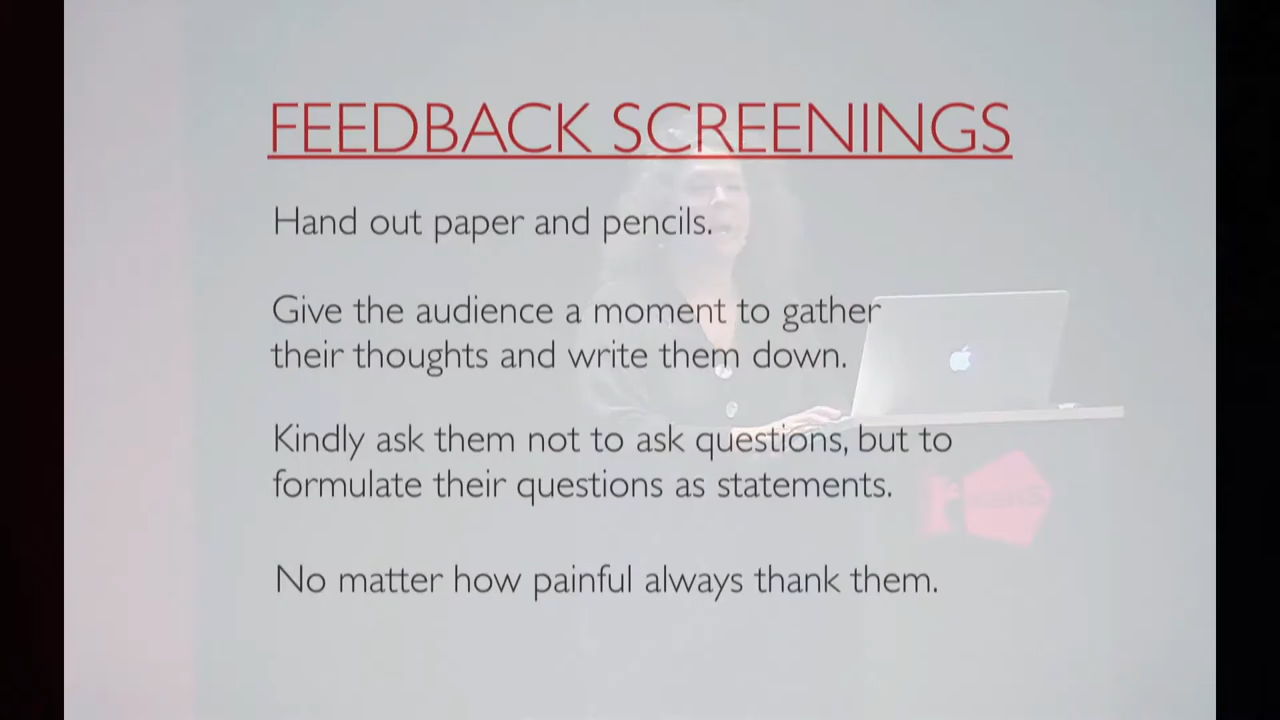 FEEDBACK SCREENINGS
Hand out paper and pencils.
Give the audience a moment to gather
their thoughts and write them down.
Kindly ask them not to ask questions, but to
formulate their questions as statements.
No matter how painful always thank them.